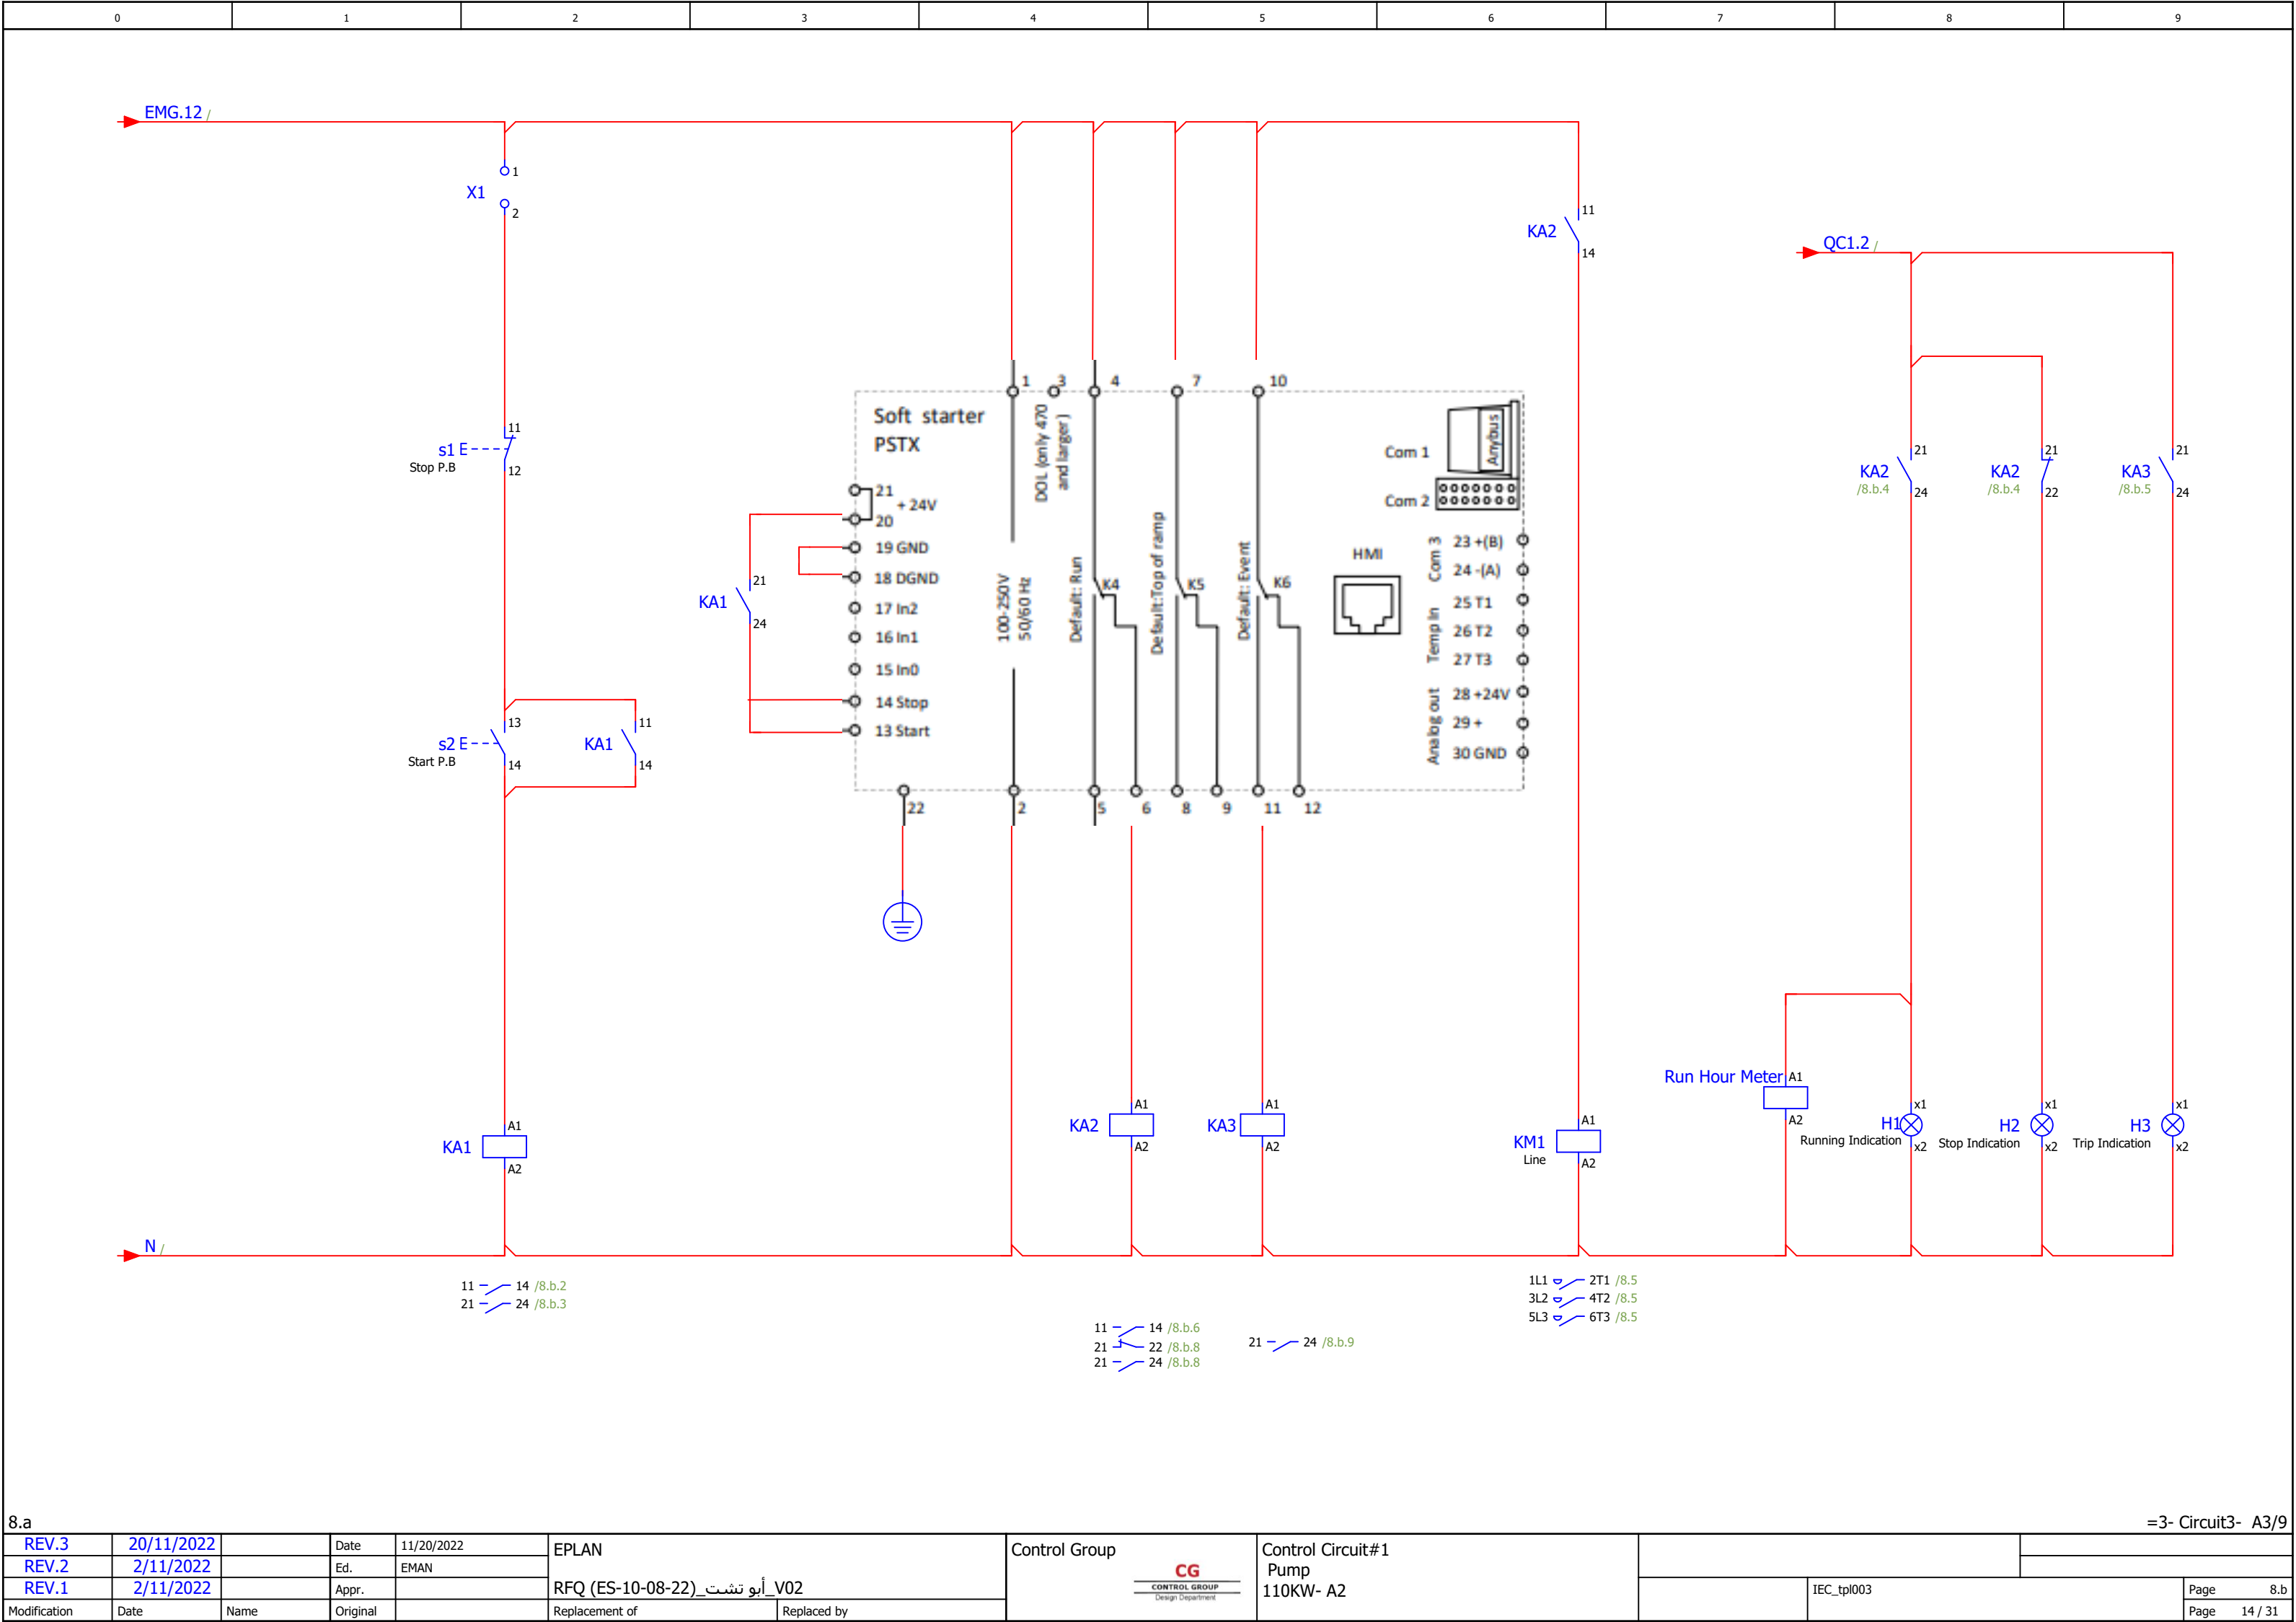 0 1 2 3 4 5 6 7 8 9
EMG.12 /
1
X1
2
11
KA2
14
QC1.2 /
11
s1 E
Stop P.B
12
21
KA2
/8.b.4
24
21
KA2
/8.b.4
22
21
KA3
/8.b.5
24
1 3 4 7 10
Soft starter
PSTX
DOL (only 470
and larger)
21
+ 24V
20
19 GND
18 DGND
17 In2
16 In1
15 In0
14 Stop
13 Start
100-250V
50/60 Hz
Default: Run
K4
Default:Top of ramp
K5
Default: Event
K6
HMI
Com 1
Anybus
Com 2
Com 3
23 +(B)
24 -(A)
Temp In
25 T1
26 T2
27 T3
Analog out
28 +24V
29 +
30 GND
22 2 5 6 8 9 11 12
21
KA1
24
13
s2 E
Start P.B
14
11
KA1
14
A1
KA1
A2
A1
KA2
A2
A1
KA3
A2
A1
KM1
Line
A2
Run Hour Meter A1
A2
x1
H1
Running Indication
x2
x1
H2
Stop Indication
x2
x1
H3
Trip Indication
x2
N /
11 14 /8.b.2
21 24 /8.b.3
11 14 /8.b.6
21 22 /8.b.8
21 24 /8.b.8
21 24 /8.b.9
1L1 2T1 /8.5
3L2 4T2 /8.5
5L3 6T3 /8.5
8.a
=3- Circuit3- A3/9
REV.3 20/11/2022 Date 11/20/2022
REV.2 2/11/2022 Ed. EMAN
REV.1 2/11/2022 Appr.
Modification Date Name Original
EPLAN
RFQ (ES-10-08-22)_أبو تشت_V02
Replacement of Replaced by
Control Group
CG
CONTROL GROUP
Design Department
Control Circuit#1
Pump
110KW- A2
IEC_tpl003
Page 8.b
Page 14 / 31